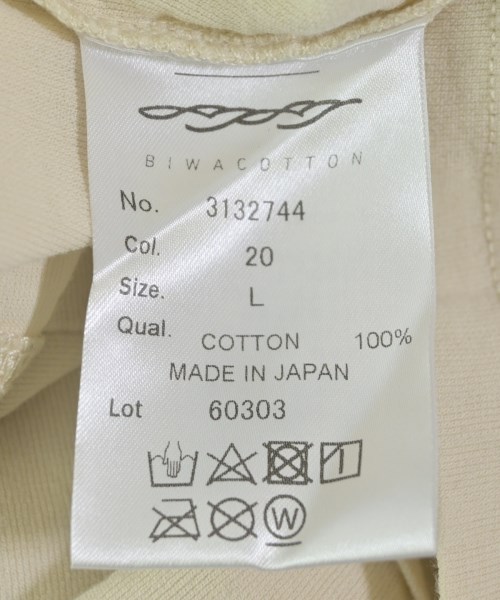 BIWACOTTON
No. 3132744
Col. 20
Size. L
Qual. COTTON 100%
MADE IN JAPAN
Lot 60303
W